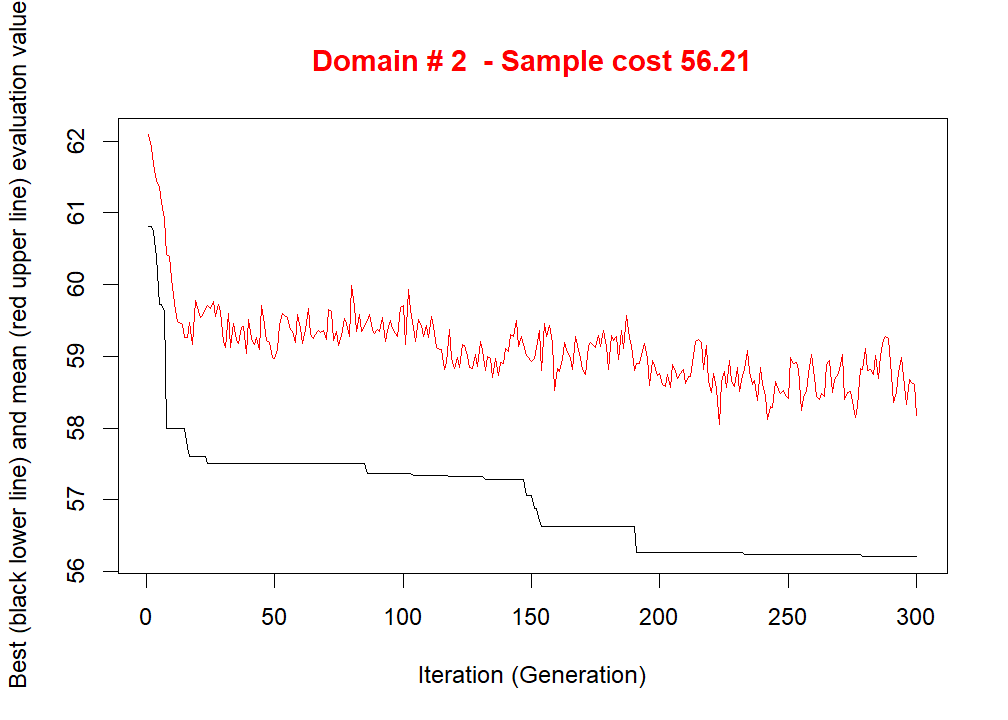 Domain # 2  - Sample cost 56.21
Best (black lower line) and mean (red upper line) evaluation value
62
61
60
59
58
57
56
0 50 100 150 200 250 300
Iteration (Generation)